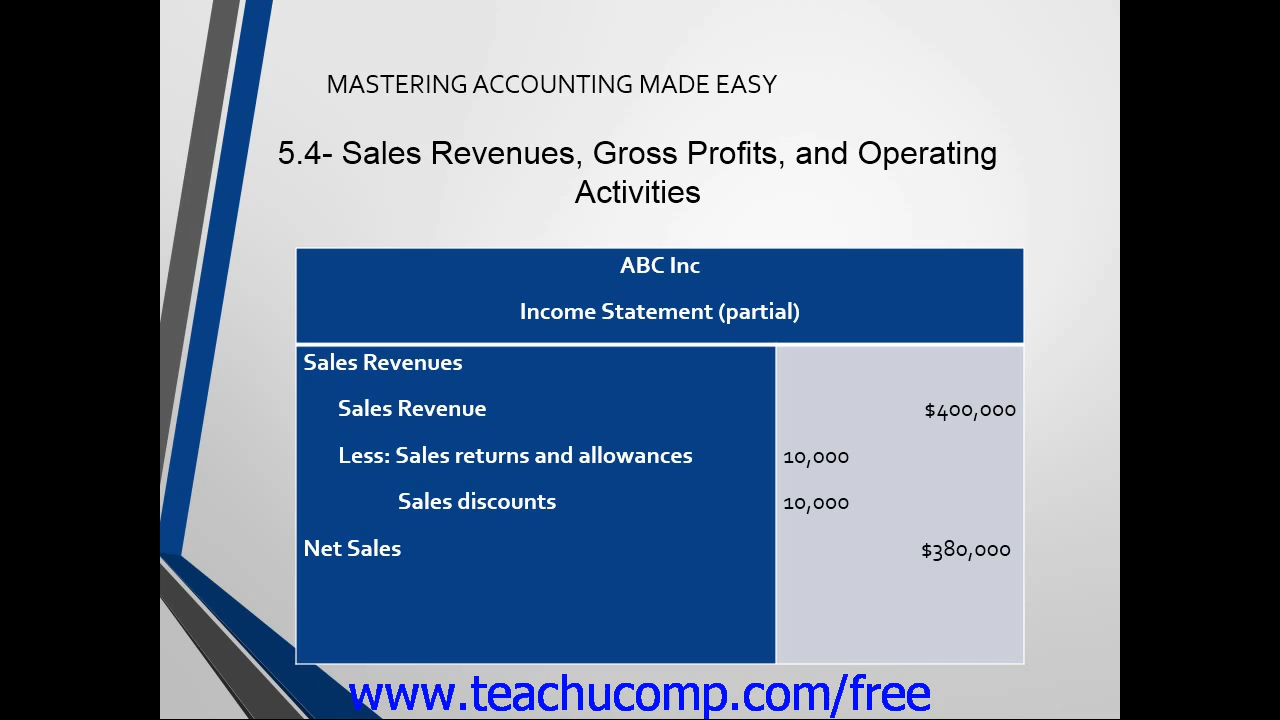 MASTERING ACCOUNTING MADE EASY
5.4- Sales Revenues, Gross Profits, and Operating
Activities
ABC Inc
Income Statement (partial)
Sales Revenues
Sales Revenue $400,000
Less: Sales returns and allowances 10,000
Sales discounts 10,000
Net Sales $380,000
www.teachucomp.com/free